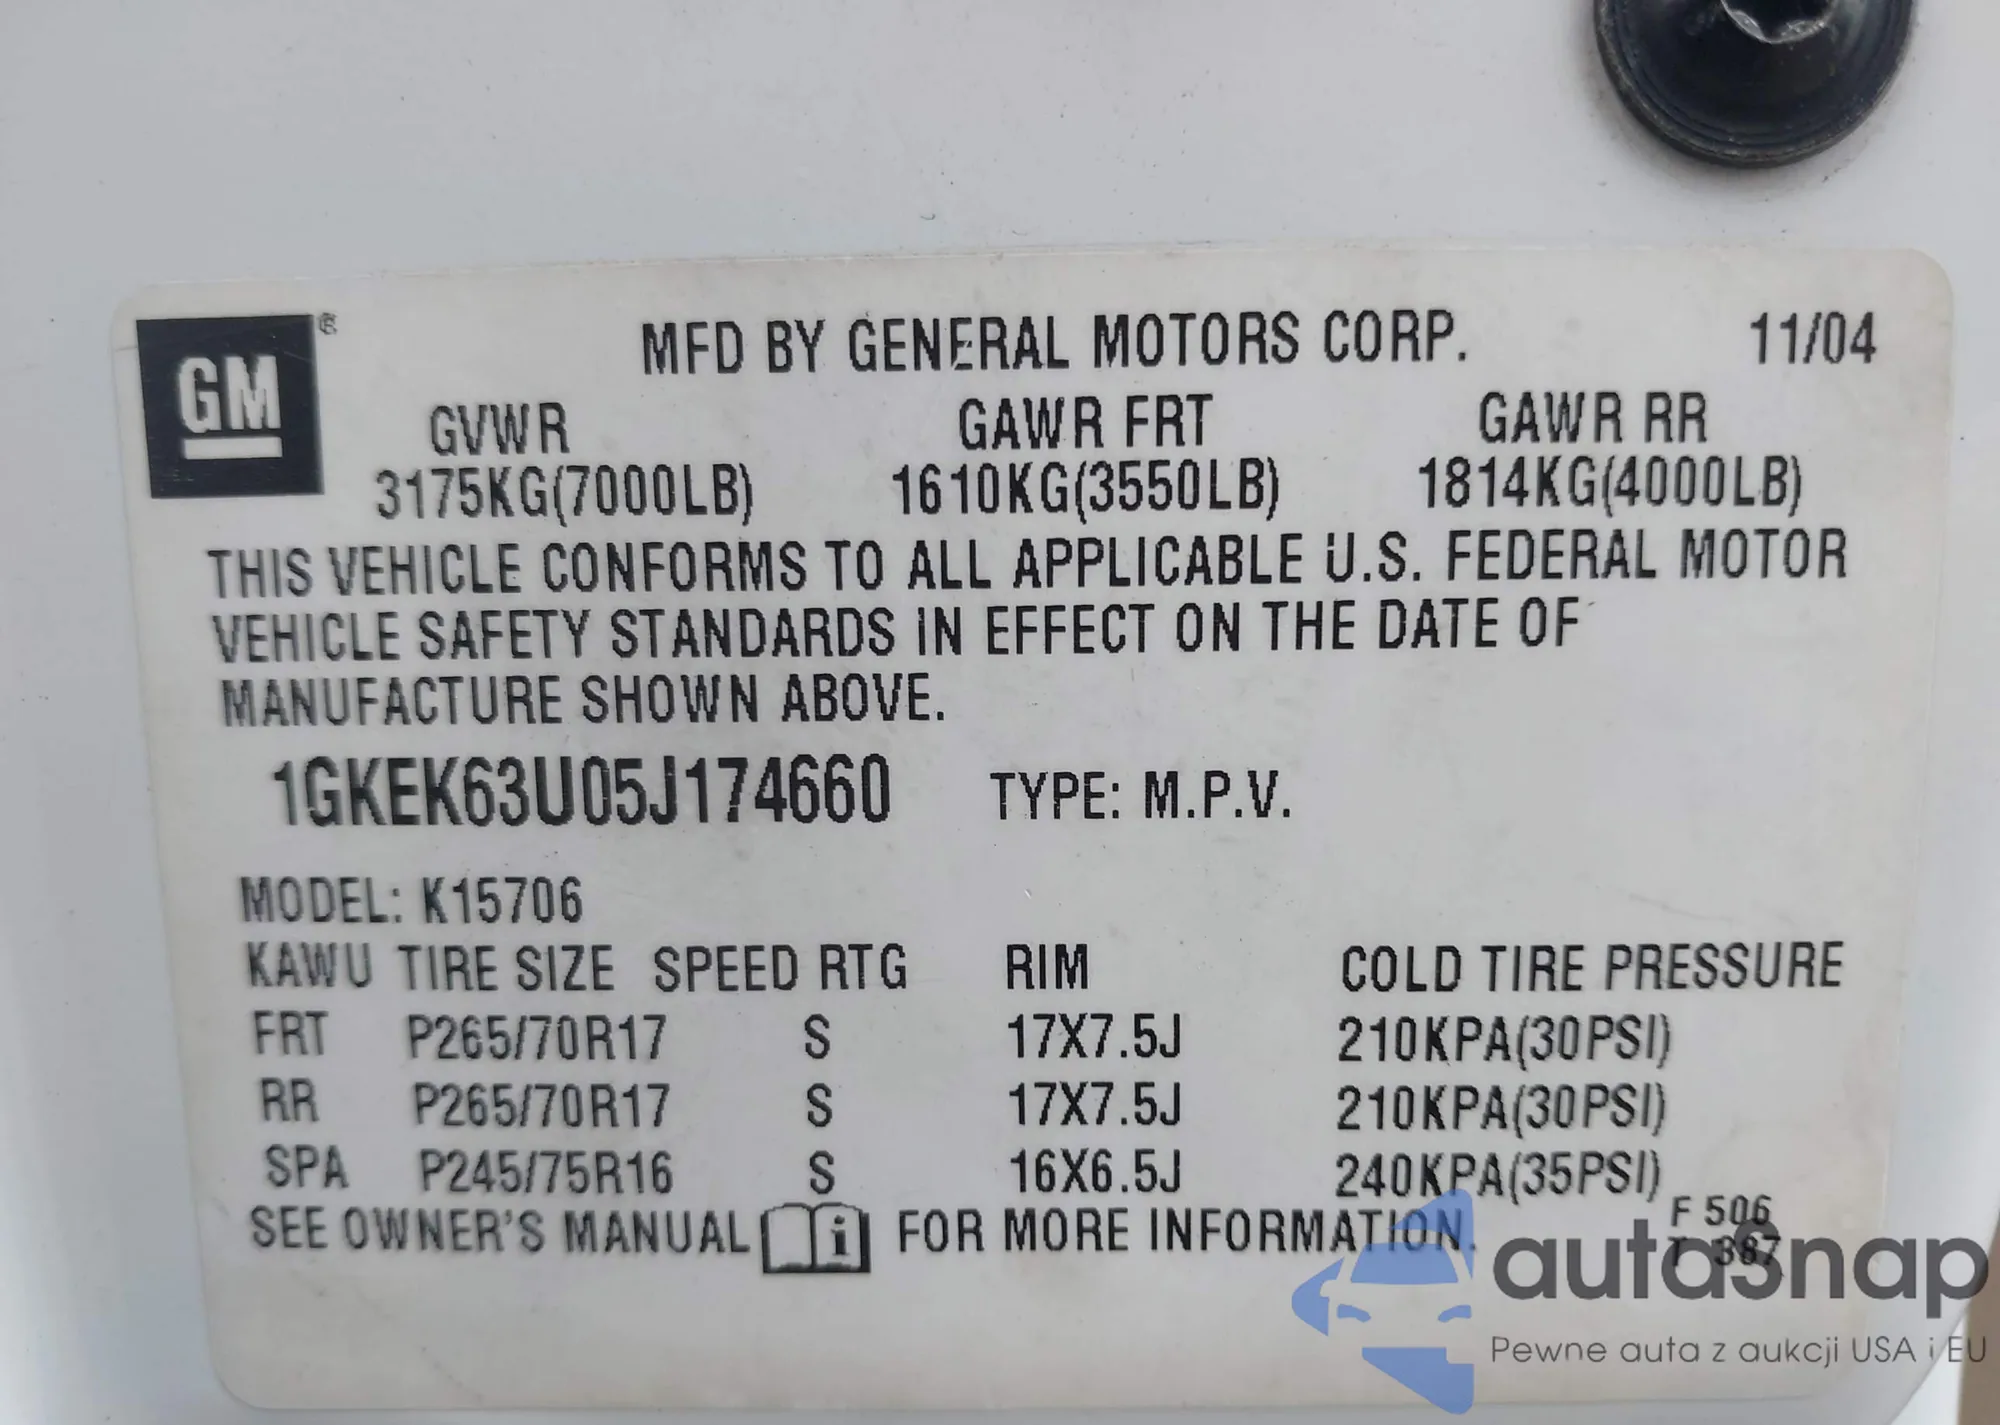 GM®
MFD BY GENERAL MOTORS CORP. 11/04
GVWR GAWR FRT GAWR RR
3175KG(7000LB) 1610KG(3550LB) 1814KG(4000LB)
THIS VEHICLE CONFORMS TO ALL APPLICABLE U.S. FEDERAL MOTOR
VEHICLE SAFETY STANDARDS IN EFFECT ON THE DATE OF
MANUFACTURE SHOWN ABOVE.
1GKEK63U05J174660 TYPE: M.P.V.
MODEL: K15706
KAWU TIRE SIZE SPEED RTG RIM COLD TIRE PRESSURE
FRT P265/70R17 S 17X7.5J 210KPA(30PSI)
RR P265/70R17 S 17X7.5J 210KPA(30PSI)
SPA P245/75R16 S 16X6.5J 240KPA(35PSI)
SEE OWNER'S MANUAL i FOR MORE INFORMATION.
F 506
T 387
autasnap
Pewne auta z aukcji USA i EU